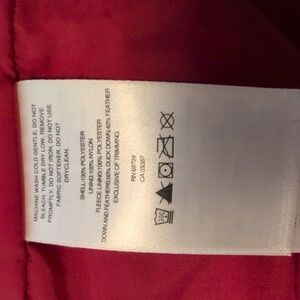 MACHINE WASH COLD GENTLE, DO NOT
BLEACH, TUMBLE DRY LOW, REMOVE
PROMPTLY, DO NOT IRON, DO NOT USE
FABRIC SOFTENER, DO NOT
DRYCLEAN.
SHELL:100% POLYESTER
LINING:100% NYLON
FLEECE LINING:100% POLYESTER
DOWN AND FEATHERS:60% DUCK DOWN,40% FEATHER
EXCLUSIVE OF TRIMMING
RN 68704
CA 03367